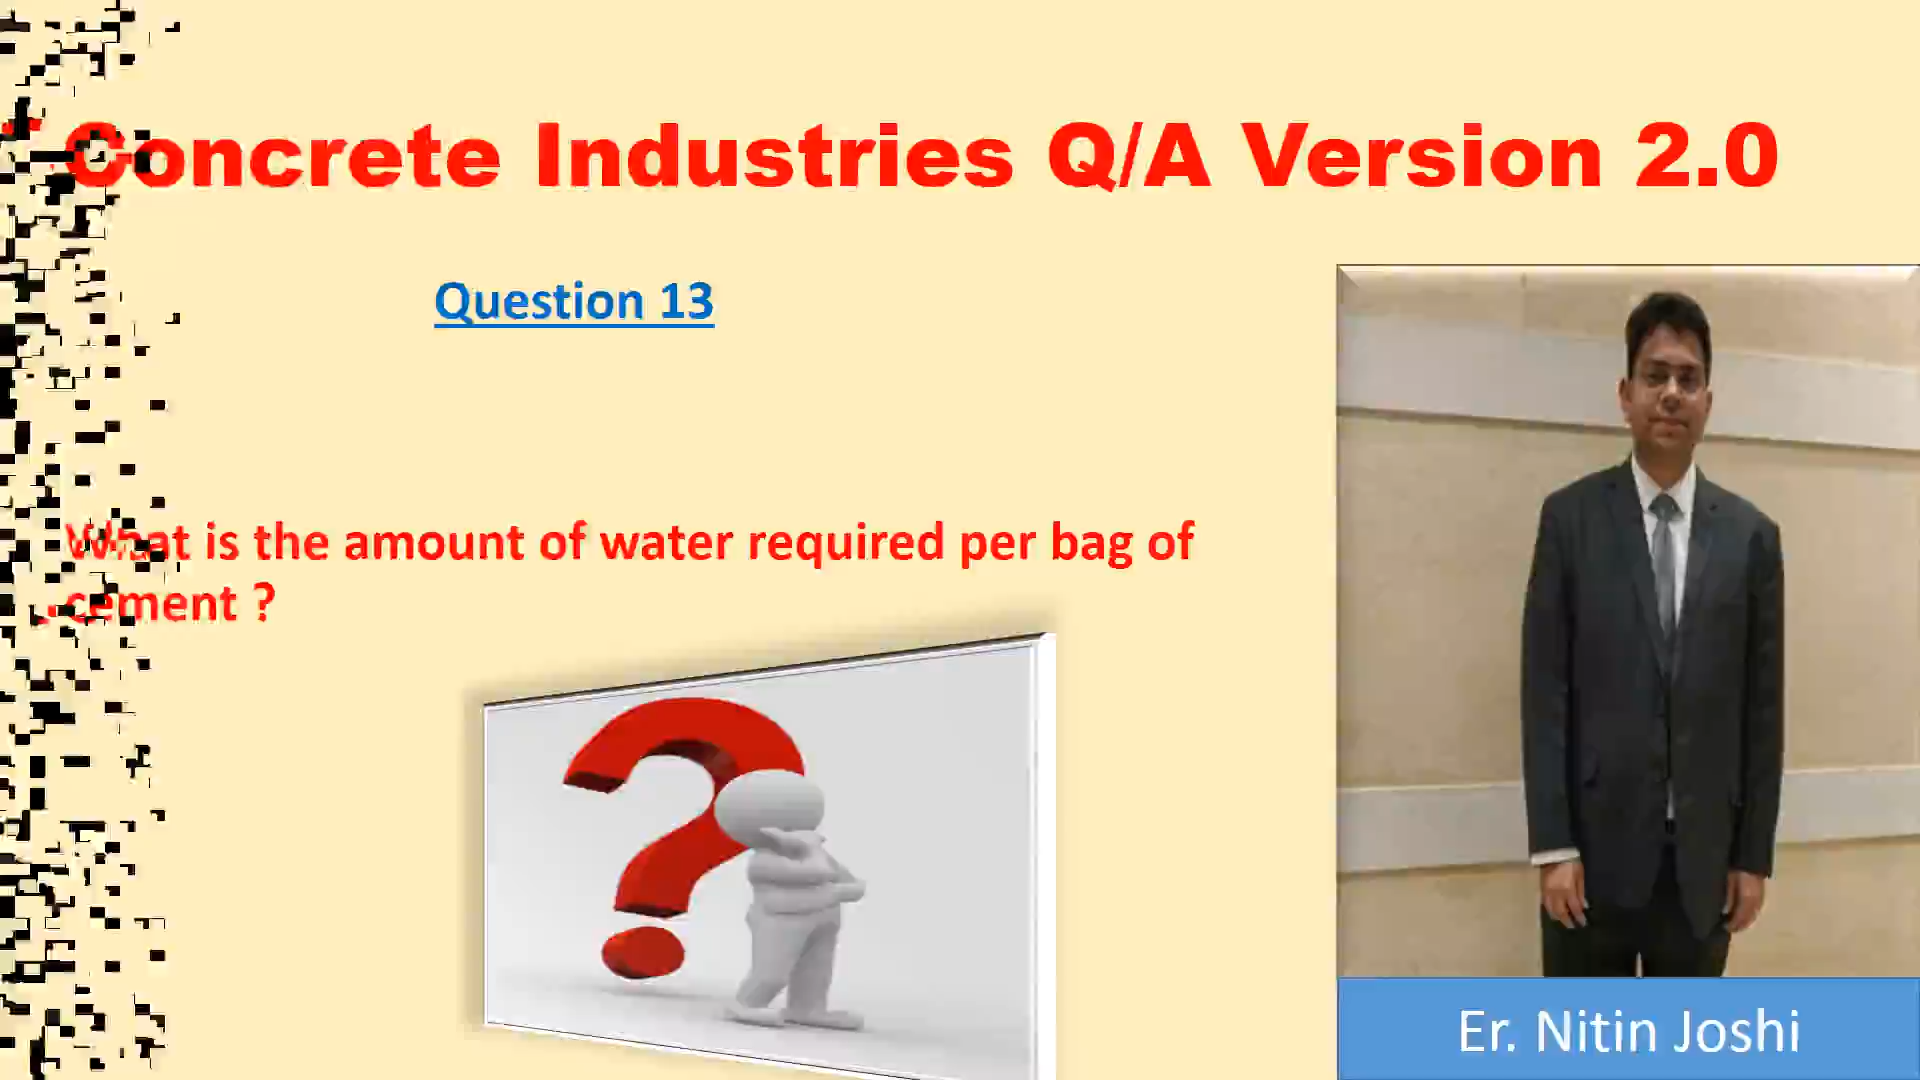 Concrete Industries Q/A Version 2.0
Question 13
What is the amount of water required per bag of
cement ?
Er. Nitin Joshi